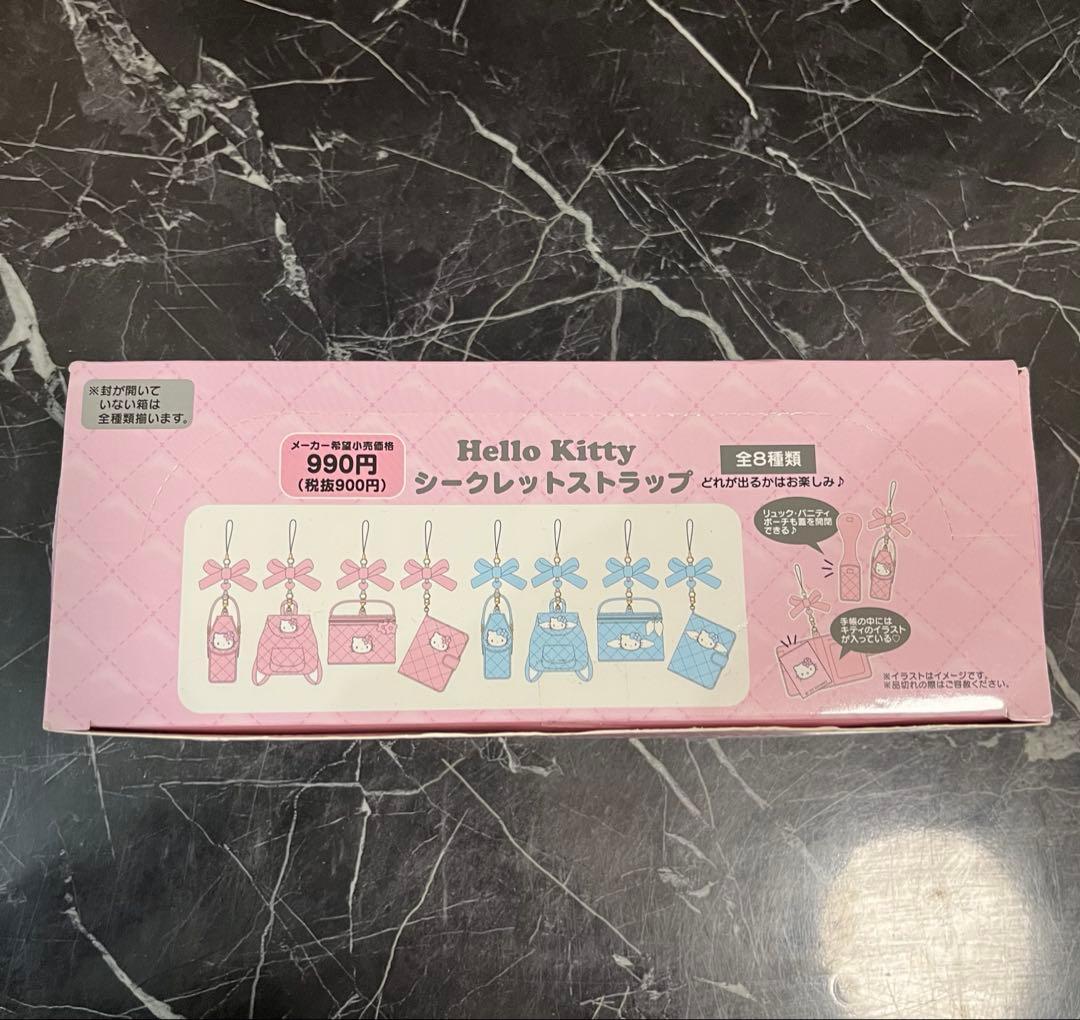 ※封が開いて
いない箱は
全種類揃います。
メーカー希望小売価格
990円
(税抜900円)
Hello Kitty
シークレットストラップ
全8種類
どれが出るかはお楽しみ♪
リュック・バニティ
ポーチも蓋を開閉
できる♪
手帳の中には
キティのイラスト
が入っている♡
※イラストはイメージです。
※品切れの際はご容赦ください。